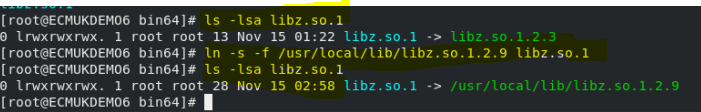 [root@ECMUKDEMO6 bin64]# ls -lsa libz.so.1
0 lrwxrwxrwx. 1 root root 13 Nov 15 01:22 libz.so.1 -> libz.so.1.2.3
[root@ECMUKDEMO6 bin64]# ln -s -f /usr/local/lib/libz.so.1.2.9 libz.so.1
[root@ECMUKDEMO6 bin64]# ls -lsa libz.so.1
0 lrwxrwxrwx. 1 root root 28 Nov 15 02:58 libz.so.1 -> /usr/local/lib/libz.so.1.2.9
[root@ECMUKDEMO6 bin64]#